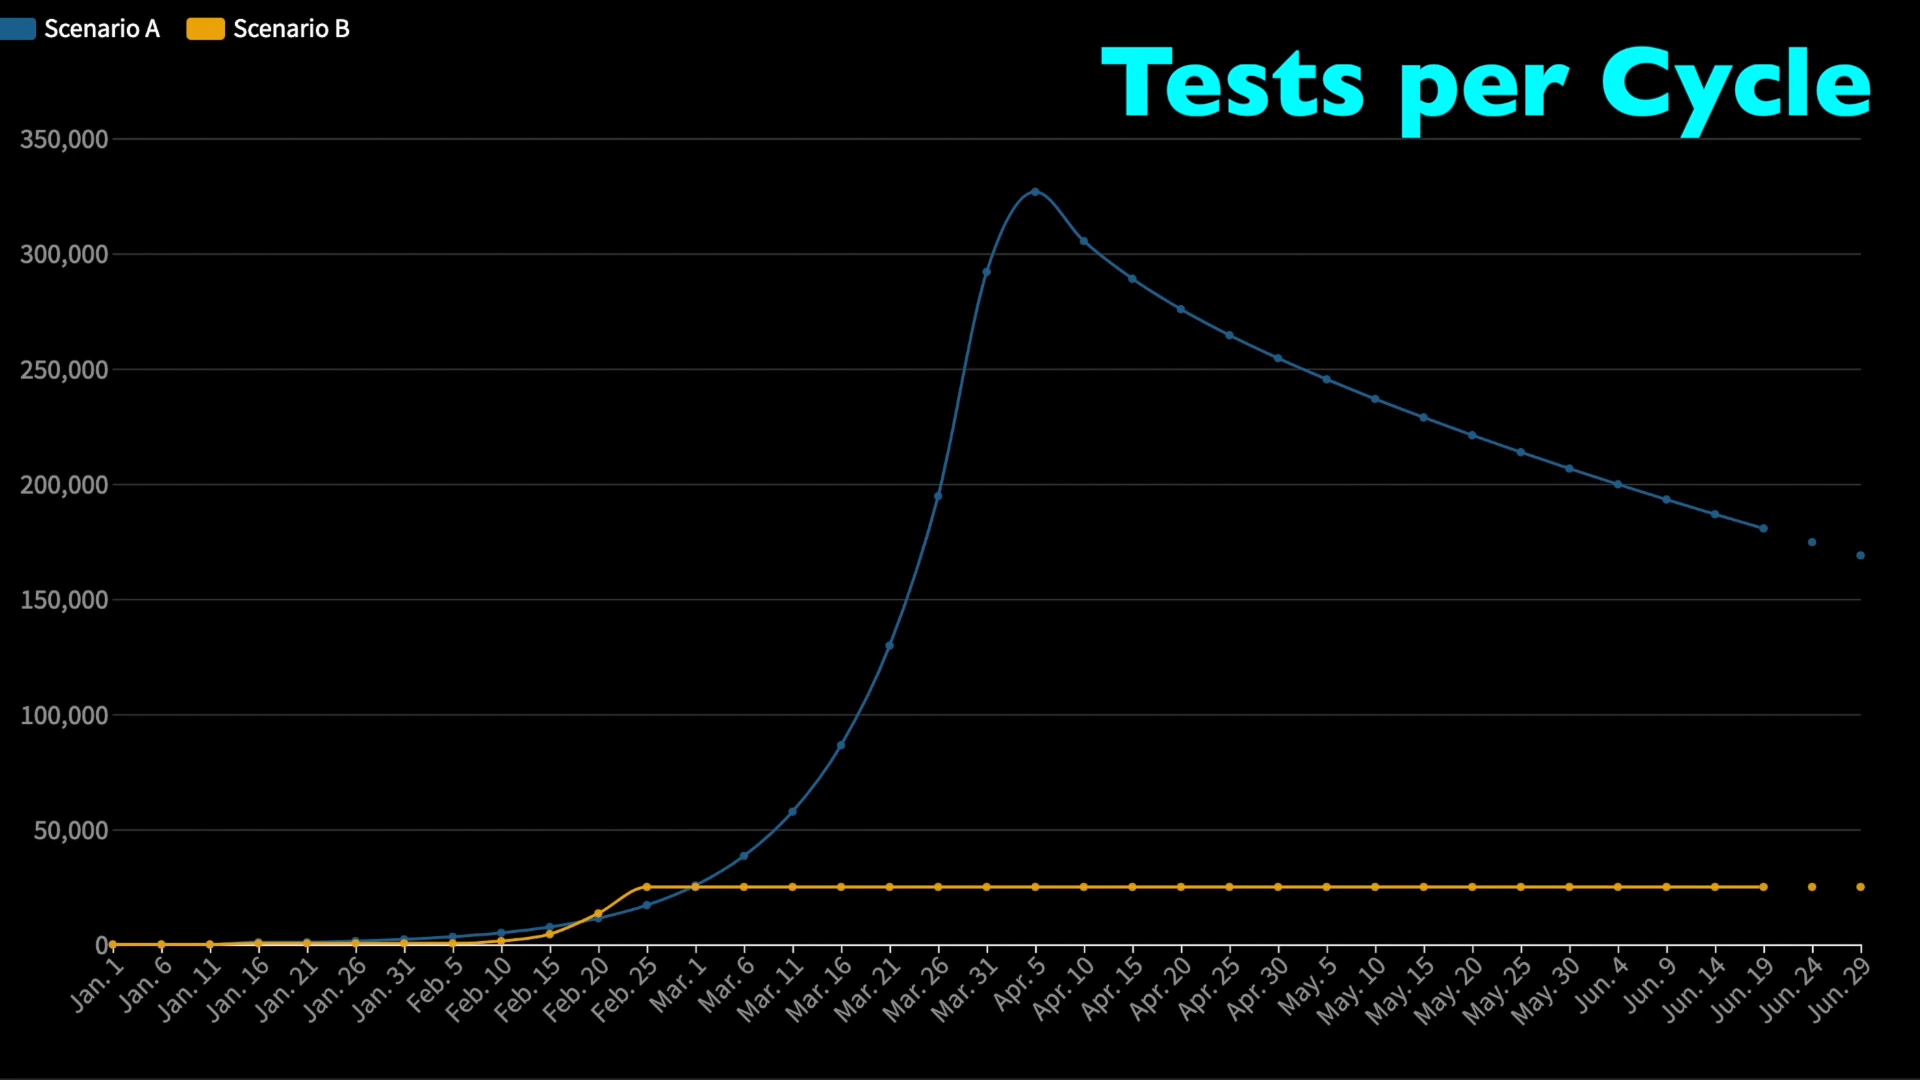 Scenario A Scenario B
Tests per Cycle
350,000
300,000
250,000
200,000
150,000
100,000
50,000
0
Jan. 1 Jan. 6 Jan. 11 Jan. 16 Jan. 21 Jan. 26 Jan. 31 Feb. 5 Feb. 10 Feb. 15 Feb. 20 Feb. 25 Mar. 1 Mar. 6 Mar. 11 Mar. 16 Mar. 21 Mar. 26 Mar. 31 Apr. 5 Apr. 10 Apr. 15 Apr. 20 Apr. 25 Apr. 30 May. 5 May. 10 May. 15 May. 20 May. 25 May. 30 Jun. 4 Jun. 9 Jun. 14 Jun. 19 Jun. 24 Jun. 29